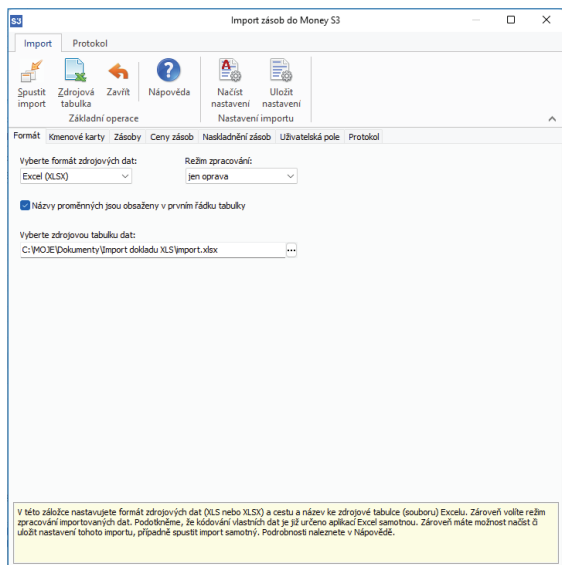 S3 Import zásob do Money S3
Import Protokol
Spustit import
Zdrojová tabulka
Zavřít
Nápověda
Načíst nastavení
Uložit nastavení
Základní operace Nastavení importu
Formát Kmenové karty Zásoby Ceny zásob Naskladnění zásob Uživatelská pole Protokol
Vyberte formát zdrojových dat: Režim zpracování:
Excel (XLSX) jen oprava
Názvy proměnných jsou obsaženy v prvním řádku tabulky
Vyberte zdrojovou tabulku dat:
C:\MOJE\Dokumenty\Import dokladu XLS\import.xlsx ...
V této záložce nastavujete formát zdrojových dat (XLS nebo XLSX) a cestu a název ke zdrojové tabulce (souboru) Excelu. Zároveň volíte režim
zpracování importovaných dat. Podotkněme, že kódování vlastních dat je již určeno aplikací Excel samotnou. Zároveň máte možnost načíst či
uložit nastavení tohoto importu, případně spustit import samotný. Podrobnosti naleznete v Nápovědě.